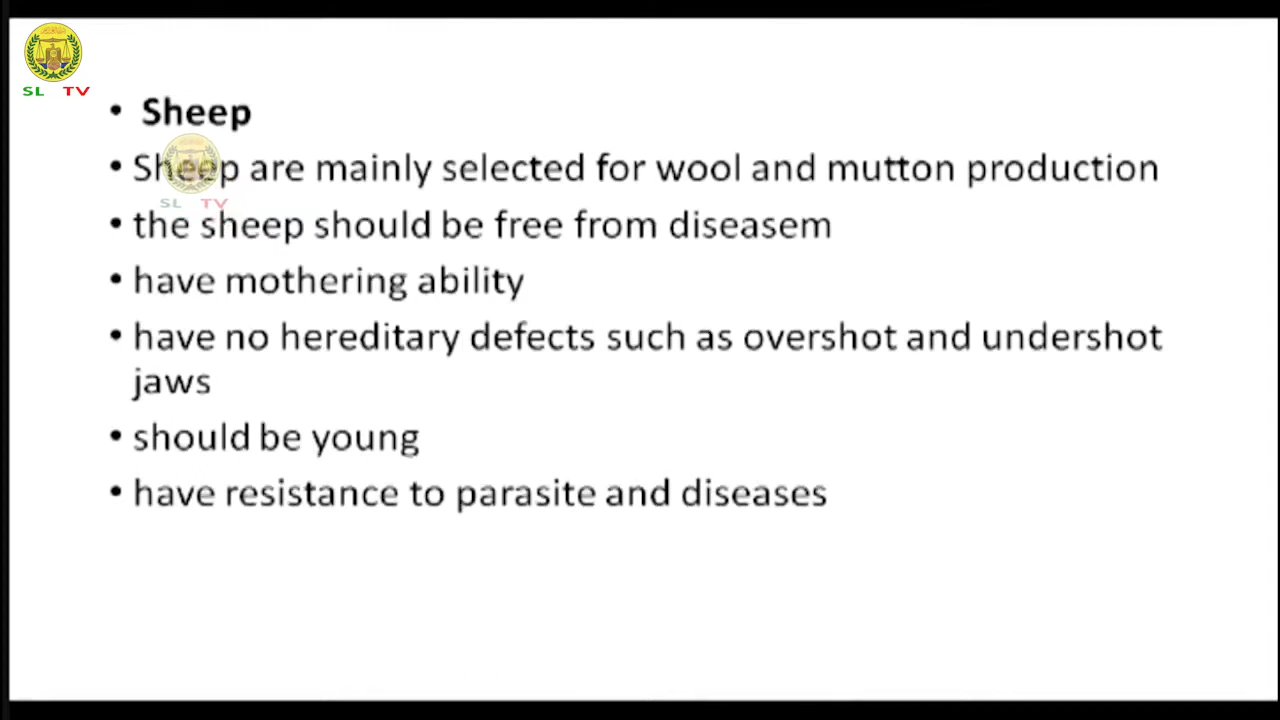 SL TV
• Sheep
• Sheep are mainly selected for wool and mutton production
SL TV
• the sheep should be free from diseasem
• have mothering ability
• have no hereditary defects such as overshot and undershot
jaws
• should be young
• have resistance to parasite and diseases